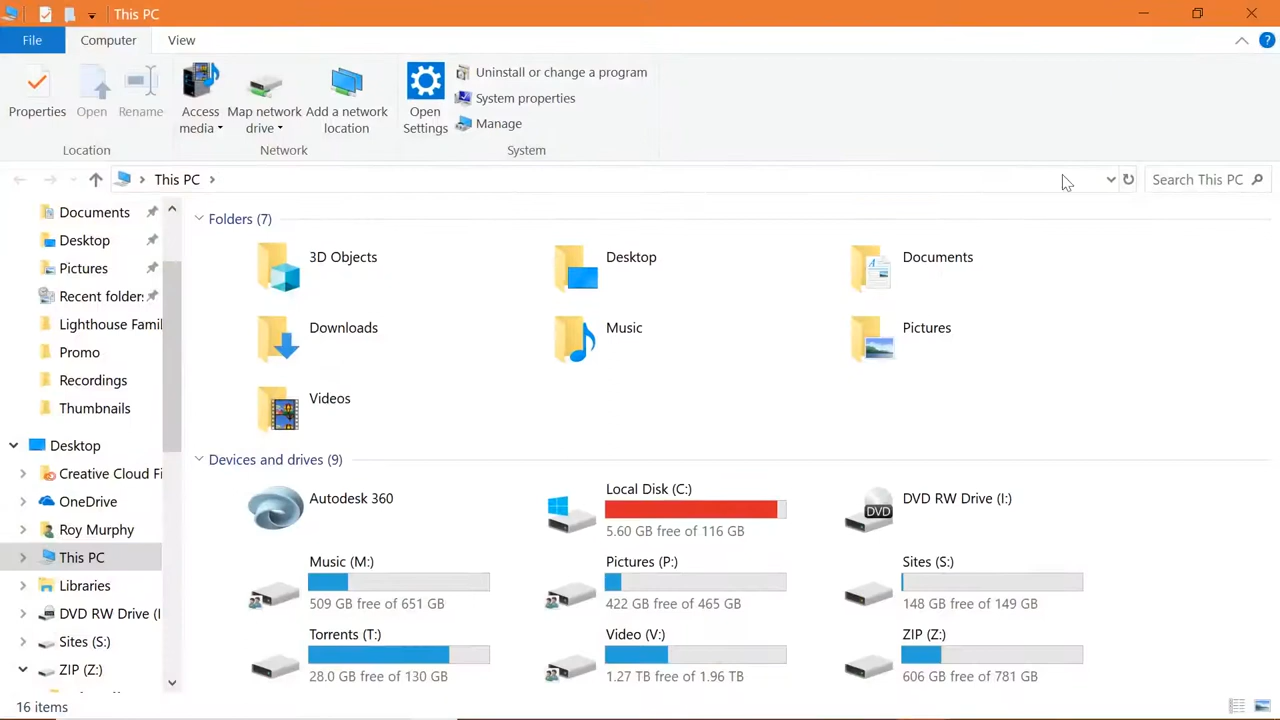 This PC
File Computer View
Properties Open Rename Access media Map network drive Add a network location Open Settings
Uninstall or change a program
System properties
Manage
Location Network System
This PC
Search This PC
Documents
Desktop
Pictures
Recent folders
Lighthouse Fami
Promo
Recordings
Thumbnails
Desktop
Creative Cloud Fi
OneDrive
Roy Murphy
This PC
Libraries
DVD RW Drive (I
Sites (S:)
ZIP (Z:)
Folders (7)
3D Objects Desktop Documents
Downloads Music Pictures
Videos
Devices and drives (9)
Autodesk 360
Local Disk (C:)
5.60 GB free of 116 GB
DVD RW Drive (I:)
DVD
Music (M:)
509 GB free of 651 GB
Pictures (P:)
422 GB free of 465 GB
Sites (S:)
148 GB free of 149 GB
Torrents (T:)
28.0 GB free of 130 GB
Video (V:)
1.27 TB free of 1.96 TB
ZIP (Z:)
606 GB free of 781 GB
16 items